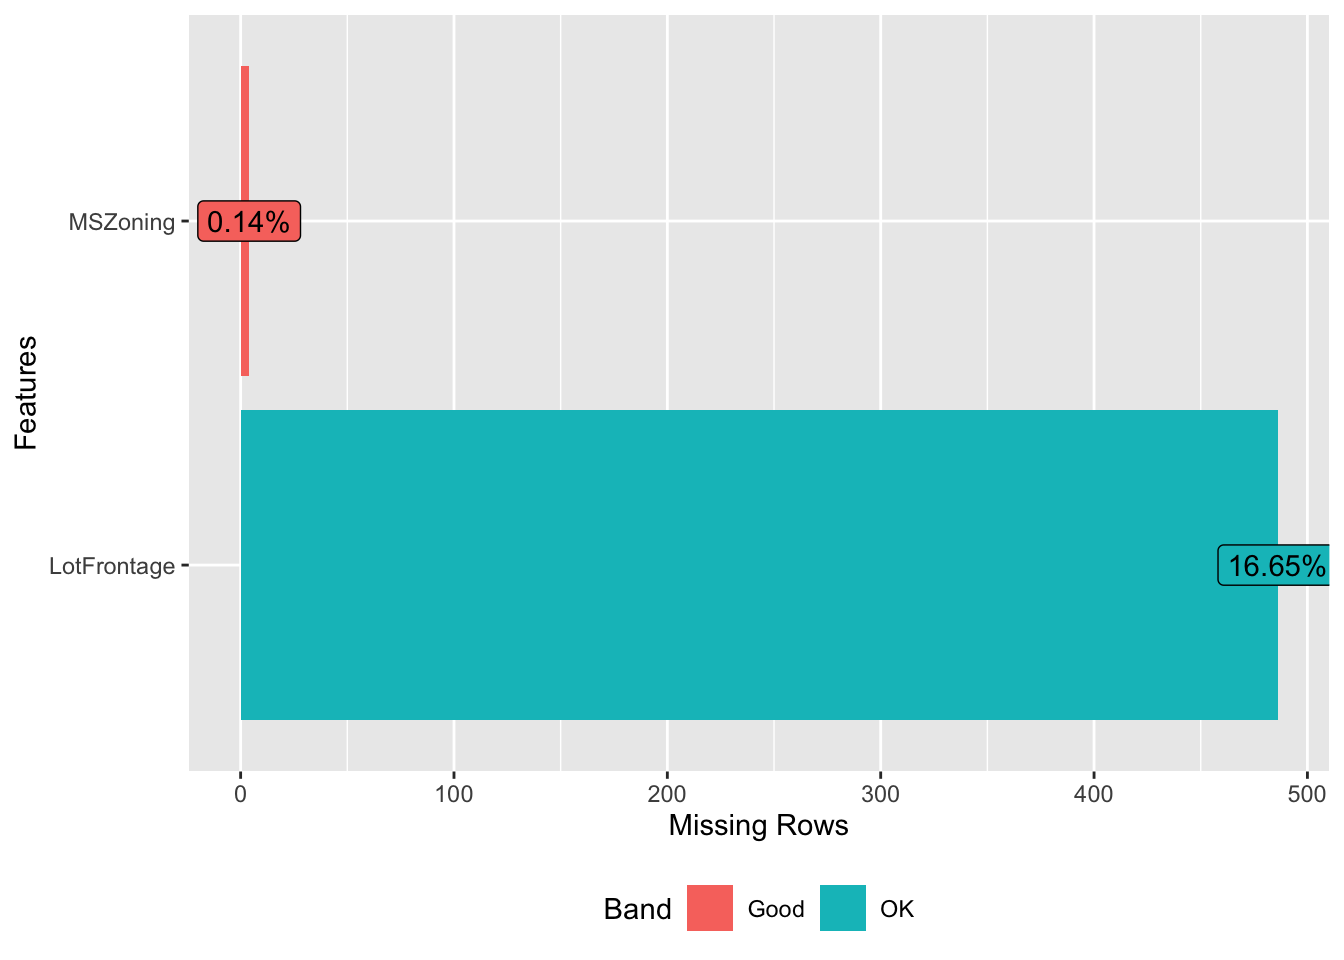 MSZoning
0.14%
Features
LotFrontage
16.65%
0 100 200 300 400 500
Missing Rows
Band Good OK